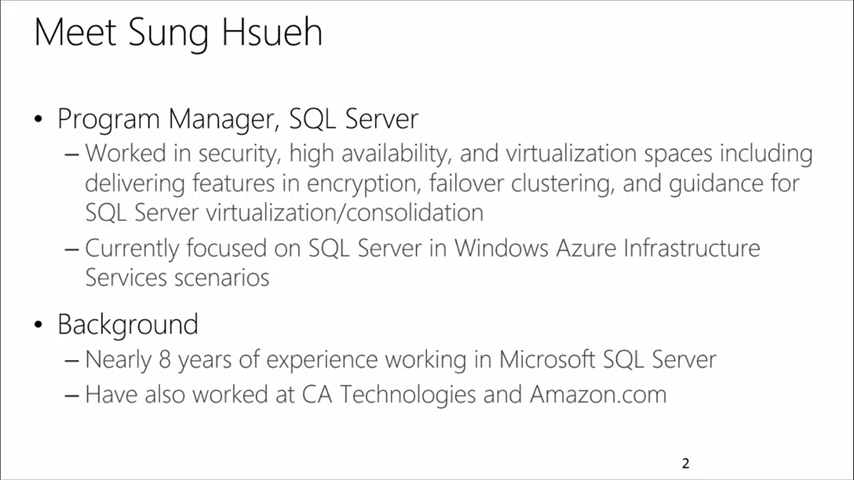 Meet Sung Hsueh
• Program Manager, SQL Server
– Worked in security, high availability, and virtualization spaces including
delivering features in encryption, failover clustering, and guidance for
SQL Server virtualization/consolidation
– Currently focused on SQL Server in Windows Azure Infrastructure
Services scenarios
• Background
– Nearly 8 years of experience working in Microsoft SQL Server
– Have also worked at CA Technologies and Amazon.com
2